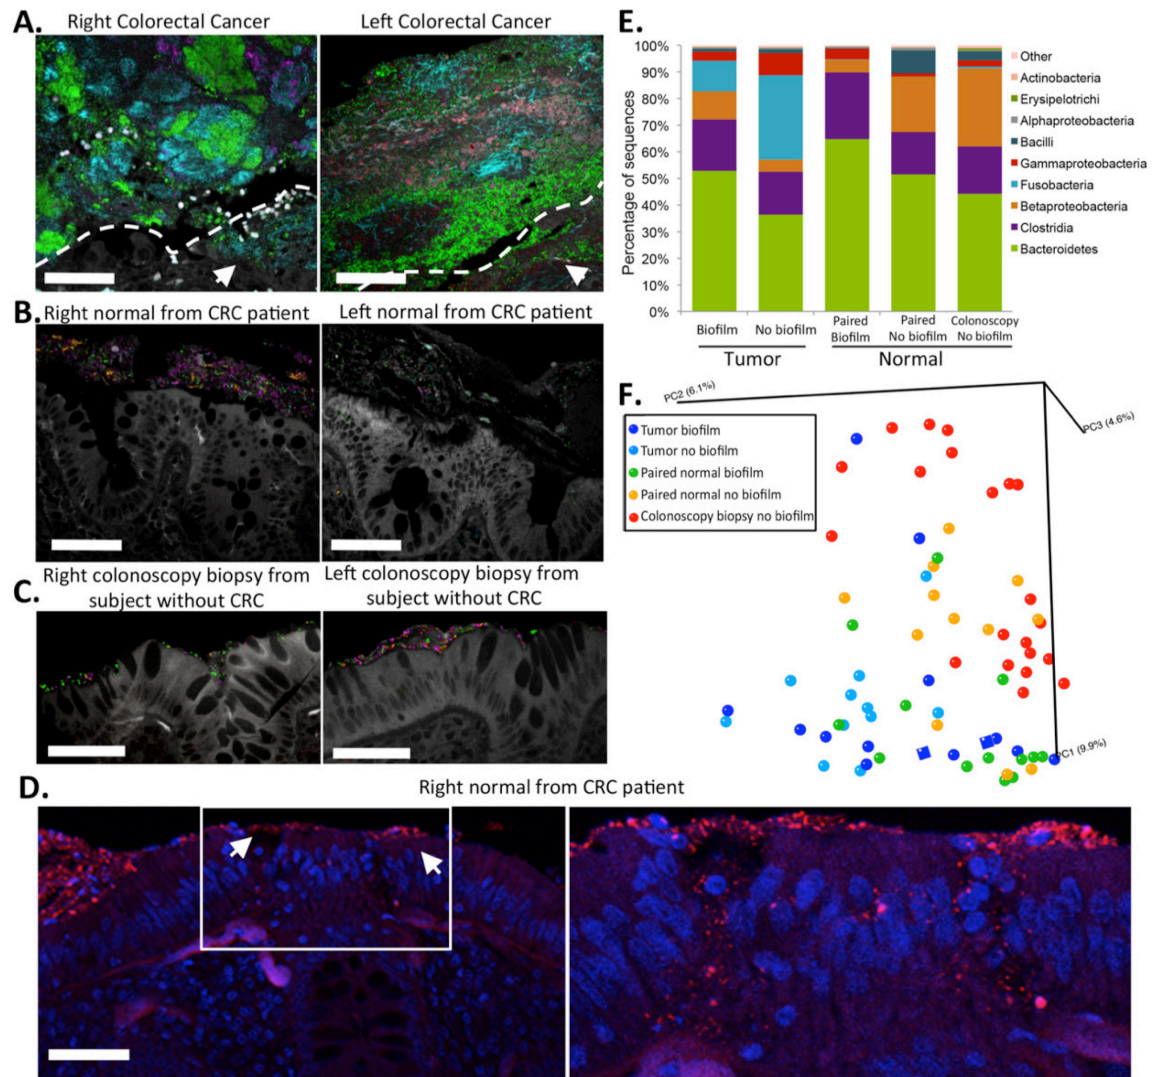 A.
Right Colorectal Cancer
Left Colorectal Cancer
B.
Right normal from CRC patient
Left normal from CRC patient
C.
Right colonoscopy biopsy from
subject without CRC
Left colonoscopy biopsy from
subject without CRC
D.
Right normal from CRC patient
E.
Percentage of sequences
100%
90%
80%
70%
60%
50%
40%
30%
20%
10%
0%
Biofilm
No biofilm
Paired
Biofilm
Paired
No biofilm
Colonoscopy
No biofilm
Tumor
Normal
Other
Actinobacteria
Erysipelotrichi
Alphaproteobacteria
Bacilli
Gammaproteobacteria
Fusobacteria
Betaproteobacteria
Clostridia
Bacteroidetes
F.
PC2 (6.1%)
PC3 (4.6%)
PC1 (9.9%)
Tumor biofilm
Tumor no biofilm
Paired normal biofilm
Paired normal no biofilm
Colonoscopy biopsy no biofilm